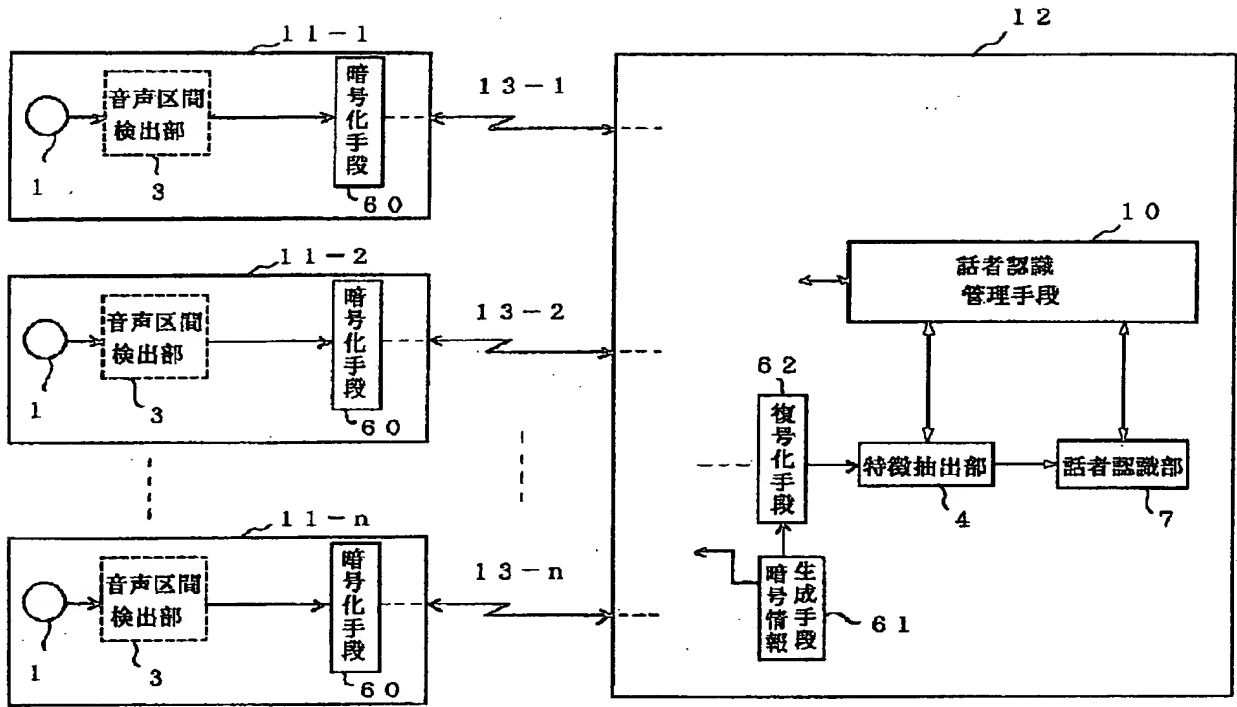 11-1
音声区間
検出部
暗号化手段
1
3
60
13-1
11-2
音声区間
検出部
暗号化手段
1
3
60
13-2
11-n
音声区間
検出部
暗号化手段
1
3
60
13-n
12
10
話者認識
管理手段
62
復号化手段
特徴抽出部
4
話者認識部
7
暗号情報
生成手段
61